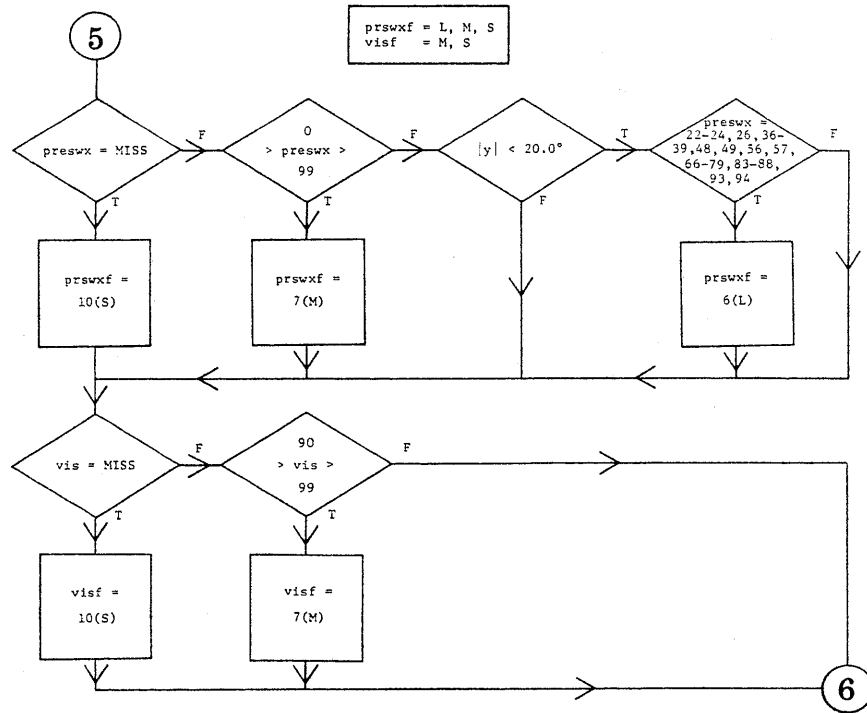 5
prswxf = L, M, S
visf = M, S
preswx = MISS
F
T
0
> preswx >
99
F
T
|y| < 20.0°
T
F
preswx =
22-24,26,36-
39,48,49,56,57,
66-79,83-88,
93,94
F
T
prswxf =
10(S)
prswxf =
7(M)
prswxf =
6(L)
vis = MISS
F
T
90
> vis >
99
F
T
visf =
10(S)
visf =
7(M)
6